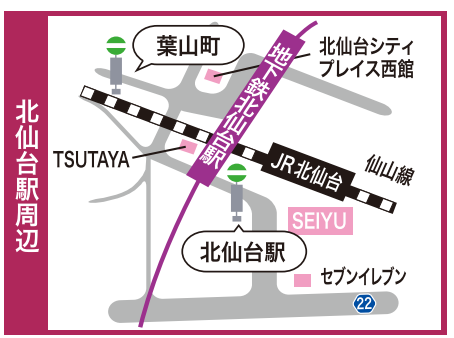 北仙台駅周辺
葉山町
北仙台シティ
プレイス西館
地下鉄北仙台駅
TSUTAYA
JR北仙台
仙山線
北仙台駅
SEIYU
セブンイレブン
22